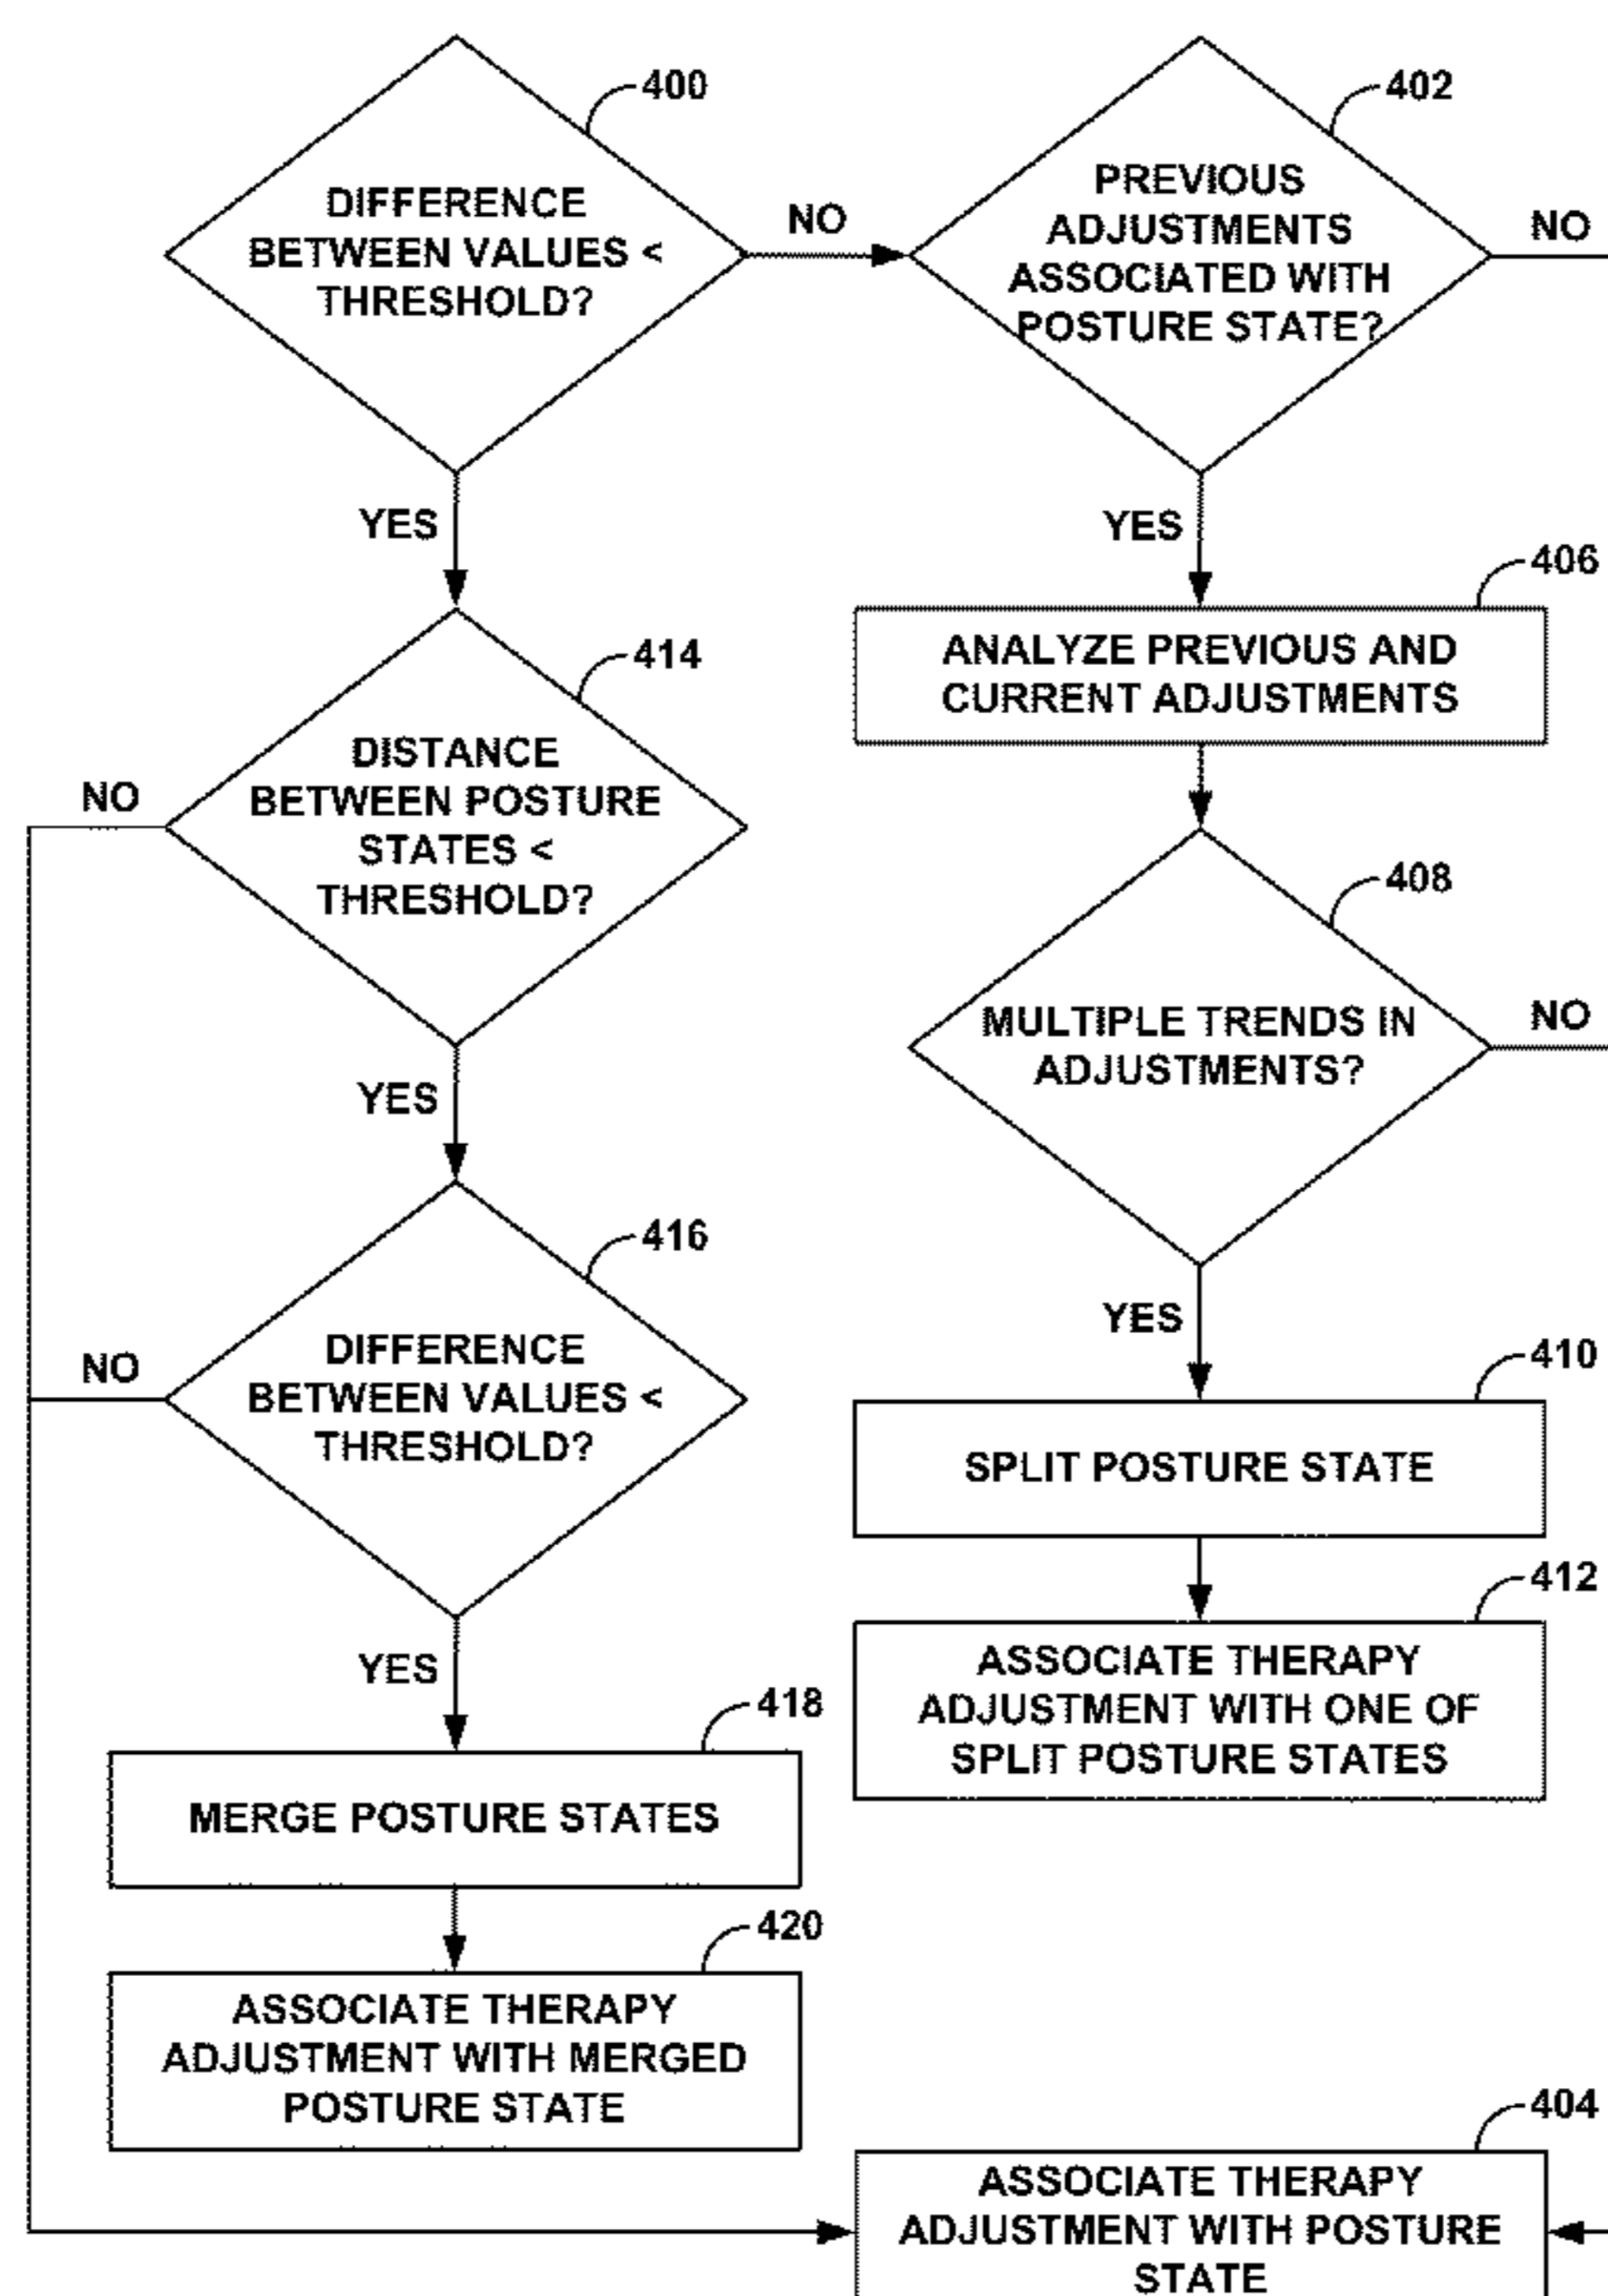 400
DIFFERENCE
BETWEEN VALUES <
THRESHOLD?
NO
402
PREVIOUS
ADJUSTMENTS
ASSOCIATED WITH
POSTURE STATE?
NO
YES
YES
406
ANALYZE PREVIOUS AND
CURRENT ADJUSTMENTS
414
DISTANCE
BETWEEN POSTURE
STATES <
THRESHOLD?
NO
408
MULTIPLE TRENDS IN
ADJUSTMENTS?
NO
YES
416
DIFFERENCE
BETWEEN VALUES <
THRESHOLD?
NO
YES
410
SPLIT POSTURE STATE
412
ASSOCIATE THERAPY
ADJUSTMENT WITH ONE OF
SPLIT POSTURE STATES
YES
418
MERGE POSTURE STATES
420
ASSOCIATE THERAPY
ADJUSTMENT WITH MERGED
POSTURE STATE
404
ASSOCIATE THERAPY
ADJUSTMENT WITH POSTURE
STATE